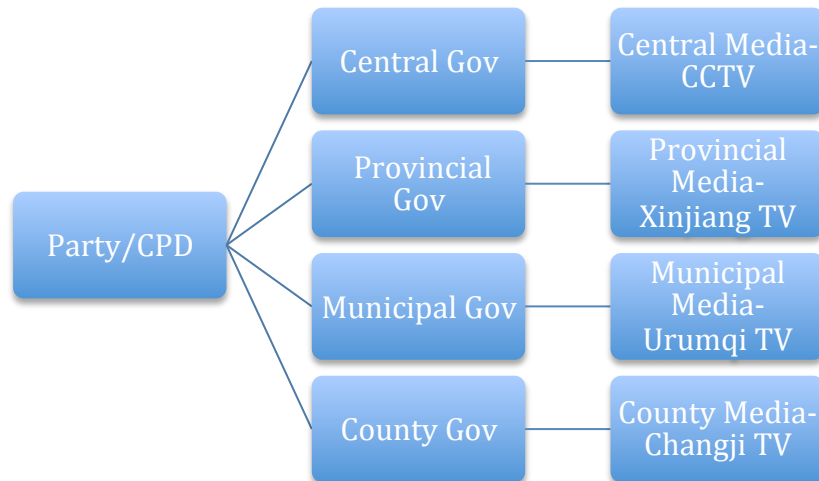 Party/CPD
Central Gov
Central Media-
CCTV
Provincial
Gov
Provincial
Media-
Xinjiang TV
Municipal Gov
Municipal
Media-
Urumqi TV
County Gov
County Media-
Changji TV